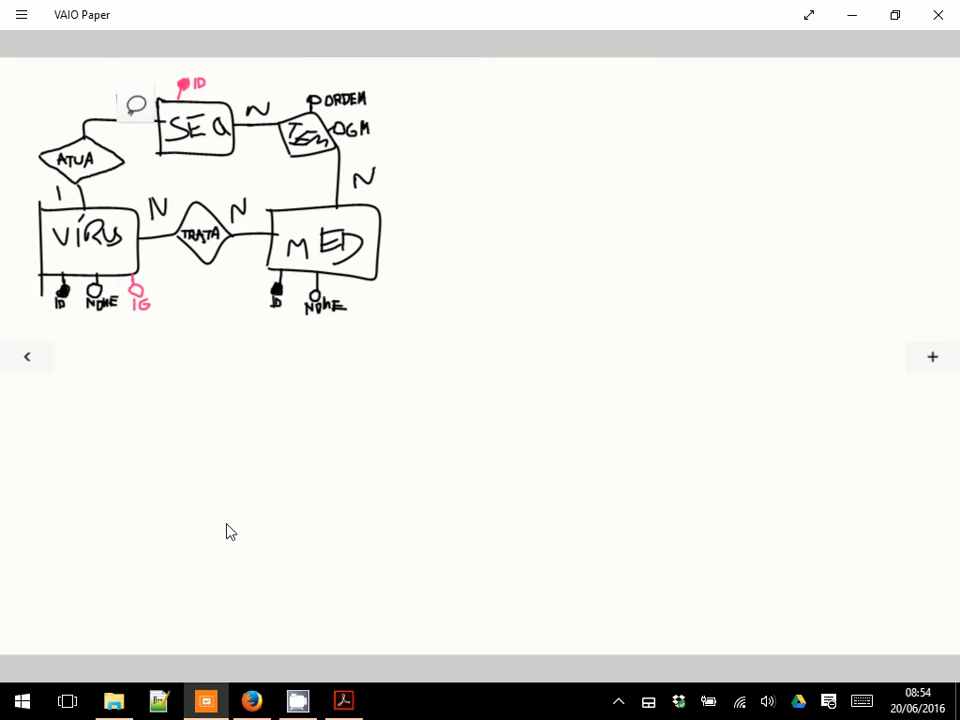 VAIO Paper
ID
SEQ
N
TEM
ORDEM
DGM
ATUA
1
N
VÍRUS
N
TRATA
N
MED
ID
NOME
IG
ID
NOME
08:54
20/06/2016